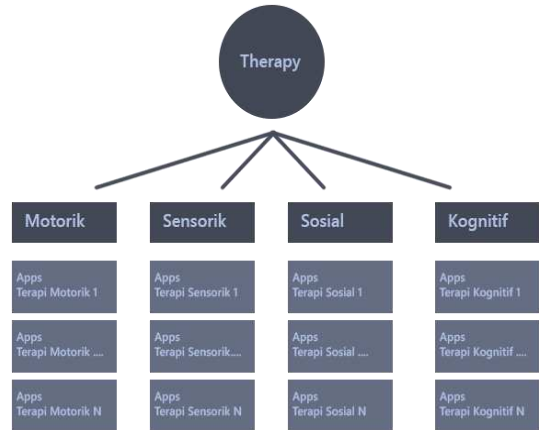 Therapy
Motorik
Sensorik
Sosial
Kognitif
Apps
Terapi Motorik 1
Apps
Terapi Sensorik 1
Apps
Terapi Sosial 1
Apps
Terapi Kognitif 1
Apps
Terapi Motorik ....
Apps
Terapi Sensorik....
Apps
Terapi Sosial ....
Apps
Terapi Kognitif ....
Apps
Terapi Motorik N
Apps
Terapi Sensorik N
Apps
Terapi Sosial N
Apps
Terapi Kognitif N